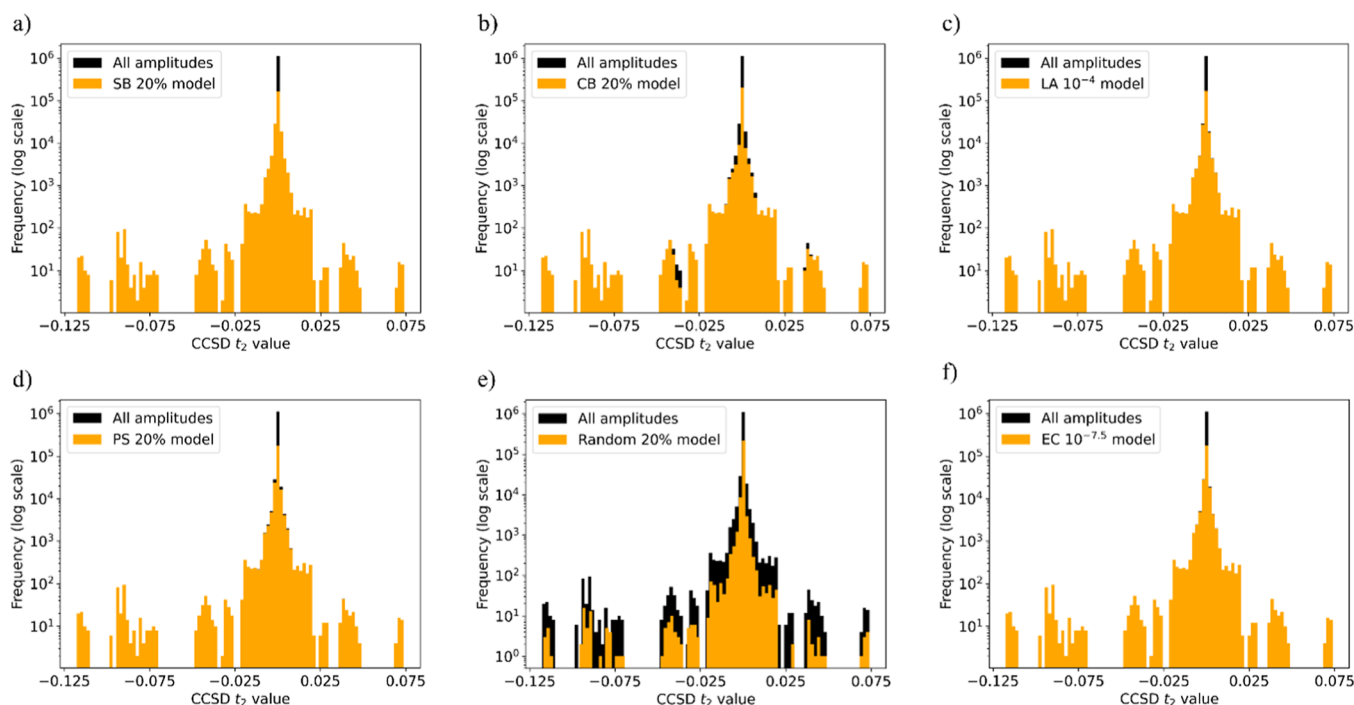 a)
10⁶
10⁵
10⁴
10³
10²
10¹
Frequency (log scale)
All amplitudes
SB 20% model
−0.125 −0.075 −0.025 0.025 0.075
CCSD t₂ value
b)
10⁶
10⁵
10⁴
10³
10²
10¹
Frequency (log scale)
All amplitudes
CB 20% model
−0.125 −0.075 −0.025 0.025 0.075
CCSD t₂ value
c)
10⁶
10⁵
10⁴
10³
10²
10¹
Frequency (log scale)
All amplitudes
LA 10⁻⁴ model
−0.125 −0.075 −0.025 0.025 0.075
CCSD t₂ value
d)
10⁶
10⁵
10⁴
10³
10²
10¹
Frequency (log scale)
All amplitudes
PS 20% model
−0.125 −0.075 −0.025 0.025 0.075
CCSD t₂ value
e)
10⁶
10⁵
10⁴
10³
10²
10¹
10⁰
Frequency (log scale)
All amplitudes
Random 20% model
−0.125 −0.075 −0.025 0.025 0.075
CCSD t₂ value
f)
10⁶
10⁵
10⁴
10³
10²
10¹
Frequency (log scale)
All amplitudes
EC 10⁻⁷·⁵ model
−0.125 −0.075 −0.025 0.025 0.075
CCSD t₂ value